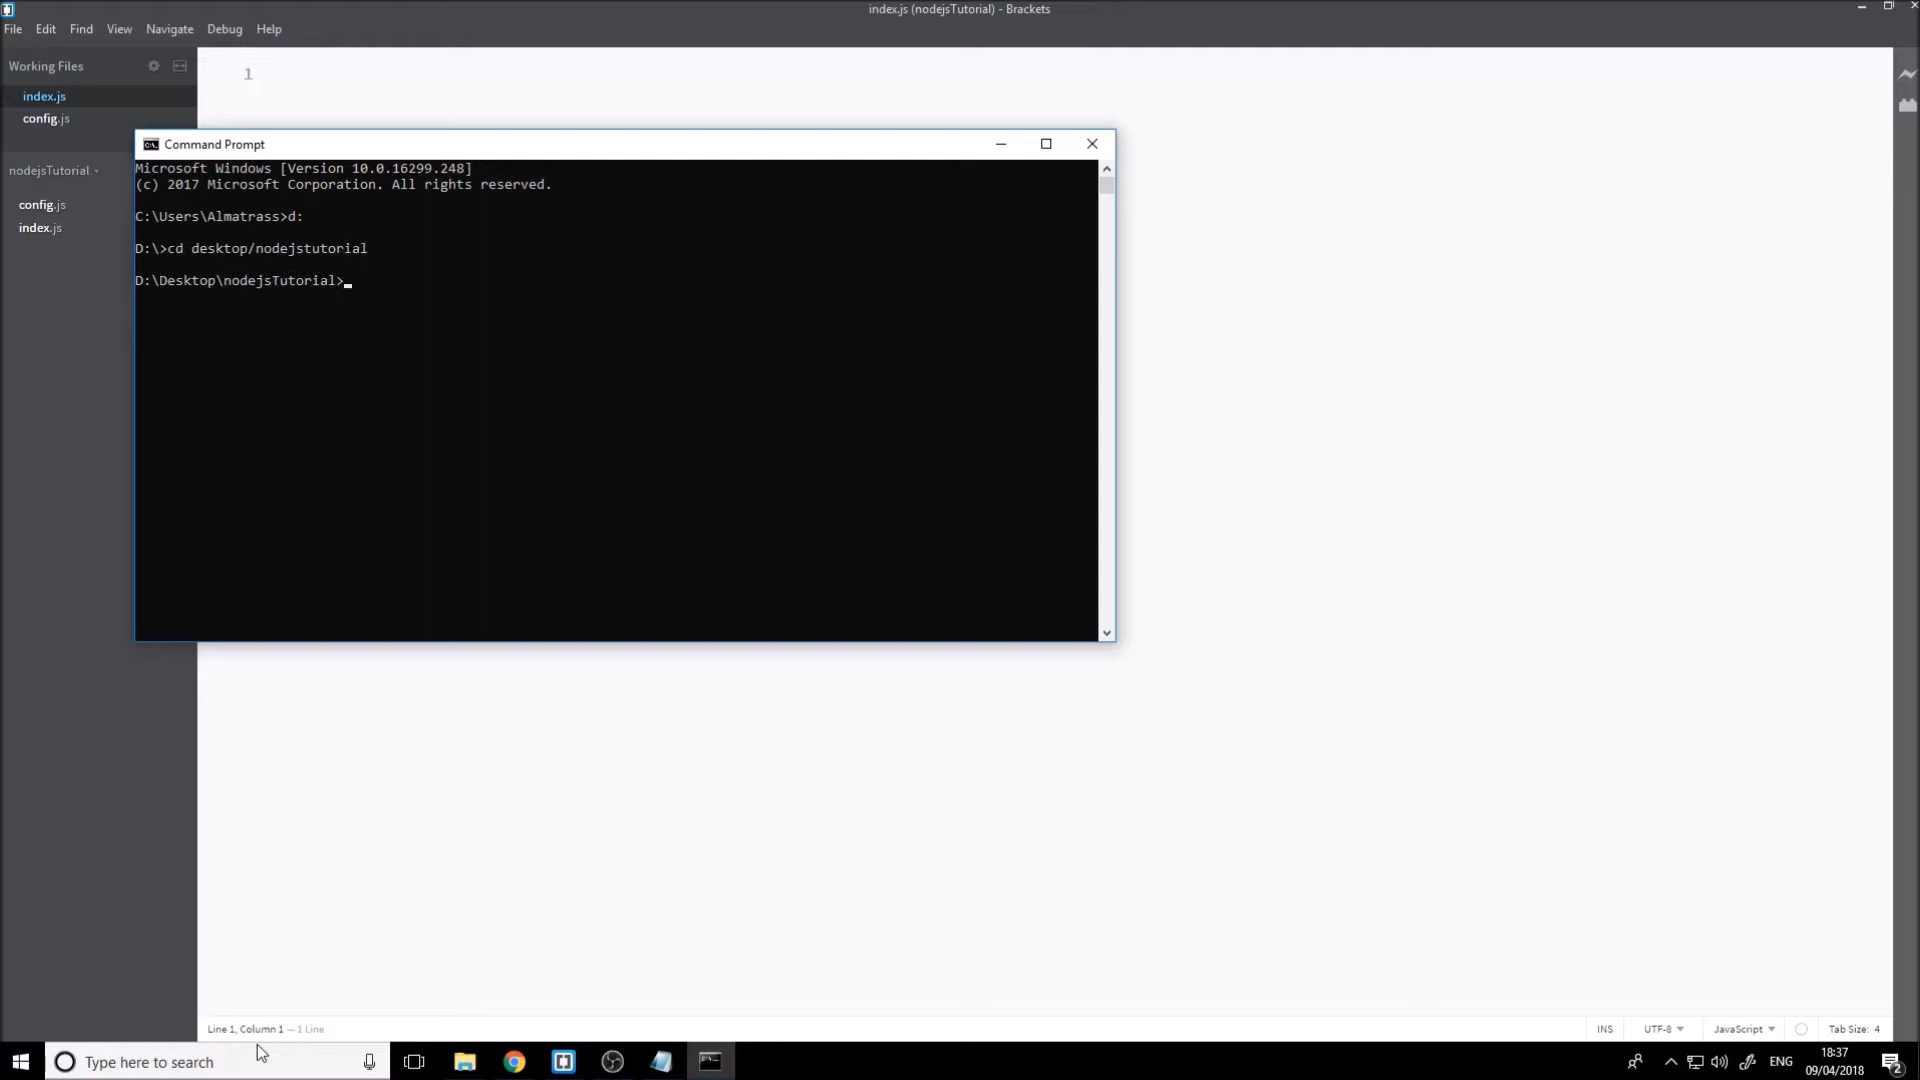 index.js (nodejsTutorial) - Brackets
File Edit Find View Navigate Debug Help
Working Files
index.js
config.js
nodejsTutorial
config.js
index.js
1
Command Prompt
Microsoft Windows [Version 10.0.16299.248]
(c) 2017 Microsoft Corporation. All rights reserved.
C:\Users\Almatrass>d:
D:\>cd desktop/nodejstutorial
D:\Desktop\nodejsTutorial>
Line 1, Column 1 — 1 Line
INS UTF-8 JavaScript Tab Size: 4
Type here to search
ENG
18:37
09/04/2018
2